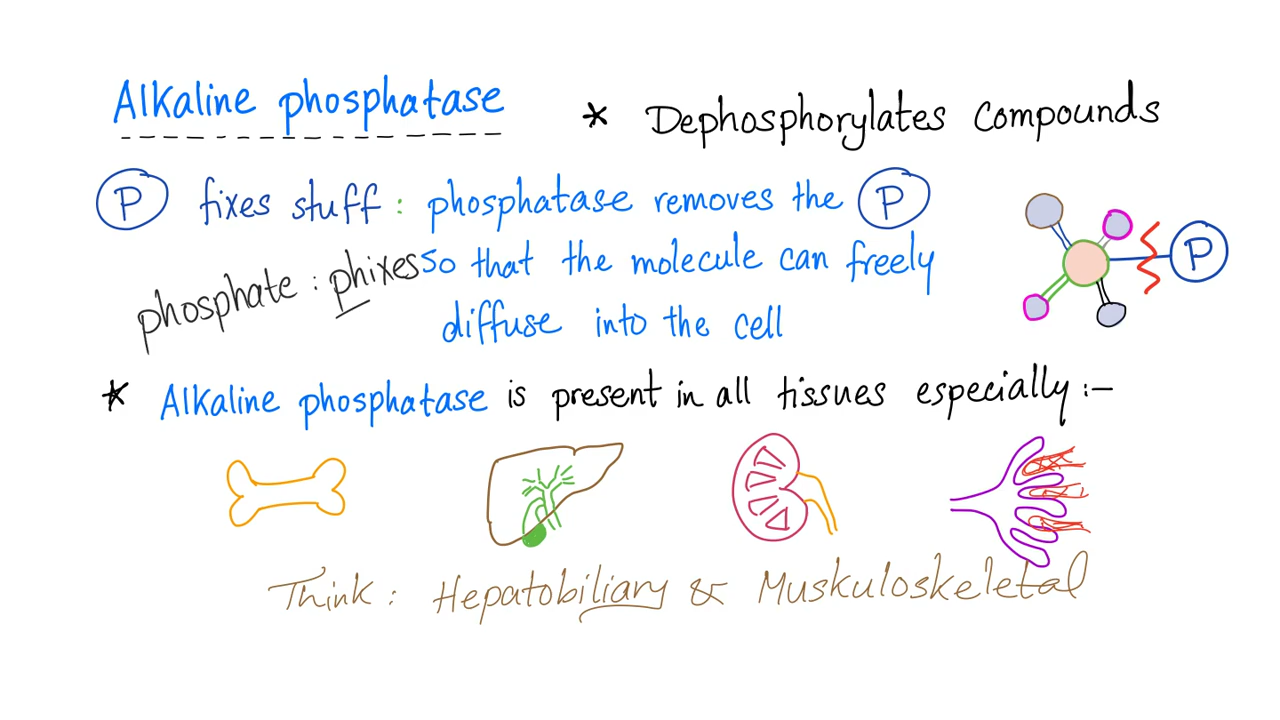 Alkaline phosphatase
* Dephosphorylates compounds
P fixes stuff : phosphatase removes the P
phosphate : phixes so that the molecule can freely
diffuse into the cell
P
* Alkaline phosphatase is present in all tissues especially :-
Think : Hepatobiliary & Muskuloskeletal